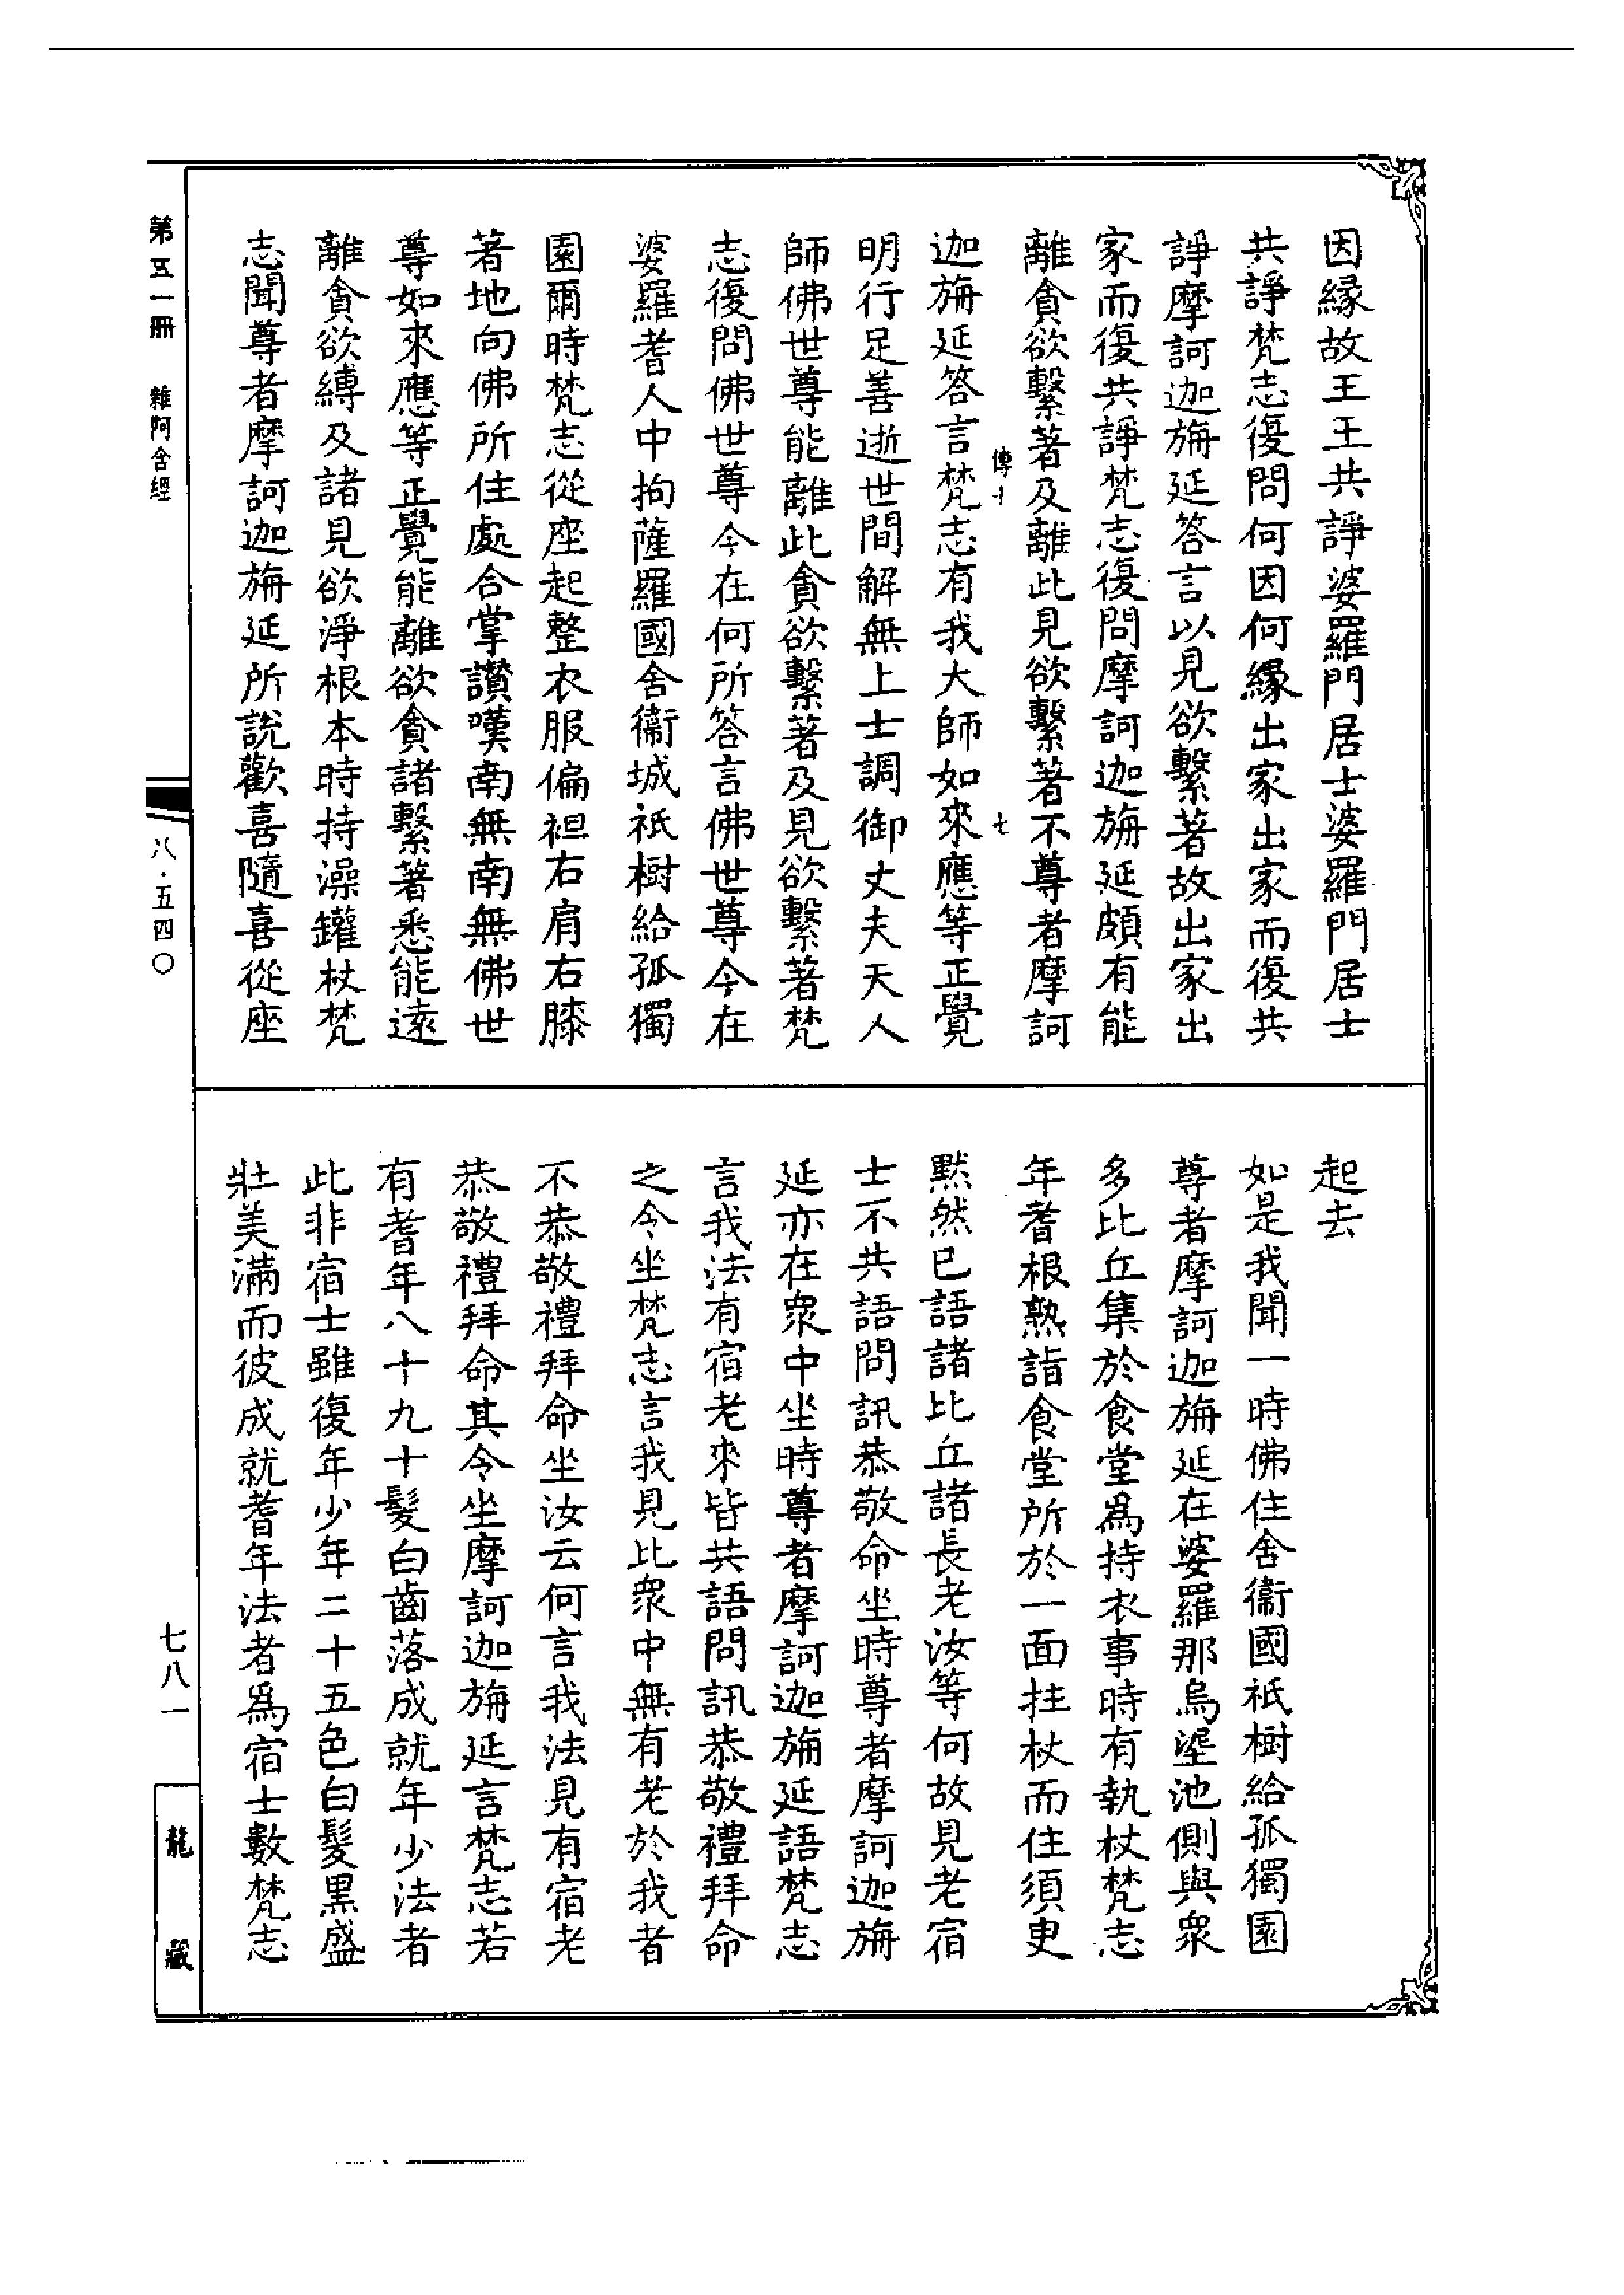 因緣故王王共諍婆羅門居士婆羅門居士
共諍梵志復問何因何緣出家出家而復共
諍摩訶迦旃延答言以見欲繫著故出家出
家而復共諍梵志復問摩訶迦旃延頗有能
離貪欲繫著及離此見欲繫著不尊者摩訶
傳十 七
迦旃延答言梵志有我大師如來應等正覺
明行足善逝世間解無上士調御丈夫天人
師佛世尊能離此貪欲繫著及見欲繫著梵
志復問佛世尊今在何所答言佛世尊今在
婆羅耆人中拘薩羅國舍衞城祇樹給孤獨
園爾時梵志從座起整衣服偏袒右肩右膝
著地向佛所住處合掌讚嘆南無南無佛世
尊如來應等正覺能離欲貪諸繫著悉能遠
離貪欲縛及諸見欲淨根本時持澡罐杖梵
志聞尊者摩訶迦旃延所說歡喜隨喜從座
起去
如是我聞一時佛住舍衞國祇樹給孤獨園
尊者摩訶迦旃延在婆羅那烏埿池側與衆
多比丘集於食堂爲持衣事時有執杖梵志
年耆根熟詣食堂所於一面拄杖而住須更
黙然已語諸比丘諸長老汝等何故見老宿
士不共語問訊恭敬命坐時尊者摩訶迦旃
延亦在衆中坐時尊者摩訶迦旃延語梵志
言我法有宿老來皆共語問訊恭敬禮拜命
之令坐梵志言我見比衆中無有老於我者
不恭敬禮拜命坐汝云何言我法見有宿老
恭敬禮拜命其令坐摩訶迦旃延言梵志若
有耆年八十九十髮白齒落成就年少法者
此非宿士雖復年少年二十五色白髮黒盛
壯美滿而彼成就耆年法者爲宿士數梵志
第五一冊 雜阿含經
八·五四〇
七八一
龍藏